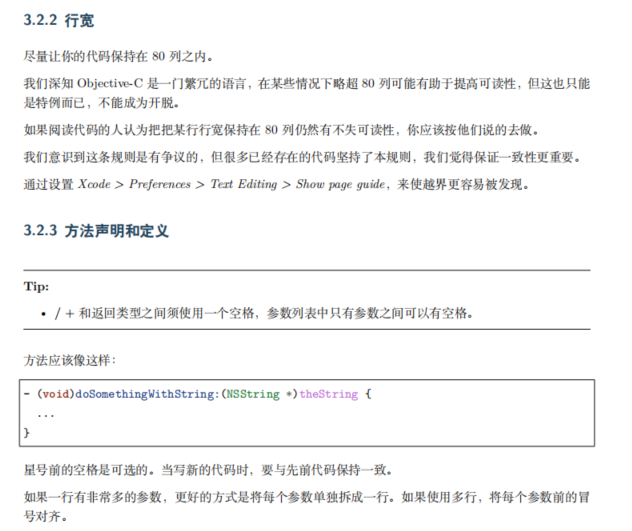 3.2.2 行宽
尽量让你的代码保持在 80 列之内。
我们深知 Objective-C 是一门繁冗的语言，在某些情况下略超 80 列可能有助于提高可读性，但这也只能
是特例而已，不能成为开脱。
如果阅读代码的人认为把把某行行宽保持在 80 列仍然有不失可读性，你应该按他们说的去做。
我们意识到这条规则是有争议的，但很多已经存在的代码坚持了本规则，我们觉得保证一致性更重要。
通过设置 Xcode > Preferences > Text Editing > Show page guide，来使越界更容易被发现。
3.2.3 方法声明和定义
Tip:
• / + 和返回类型之间须使用一个空格，参数列表中只有参数之间可以有空格。
方法应该像这样：
- (void)doSomethingWithString:(NSString *)theString {
...
}
星号前的空格是可选的。当写新的代码时，要与先前代码保持一致。
如果一行有非常多的参数，更好的方式是将每个参数单独拆成一行。如果使用多行，将每个参数前的冒
号对齐。